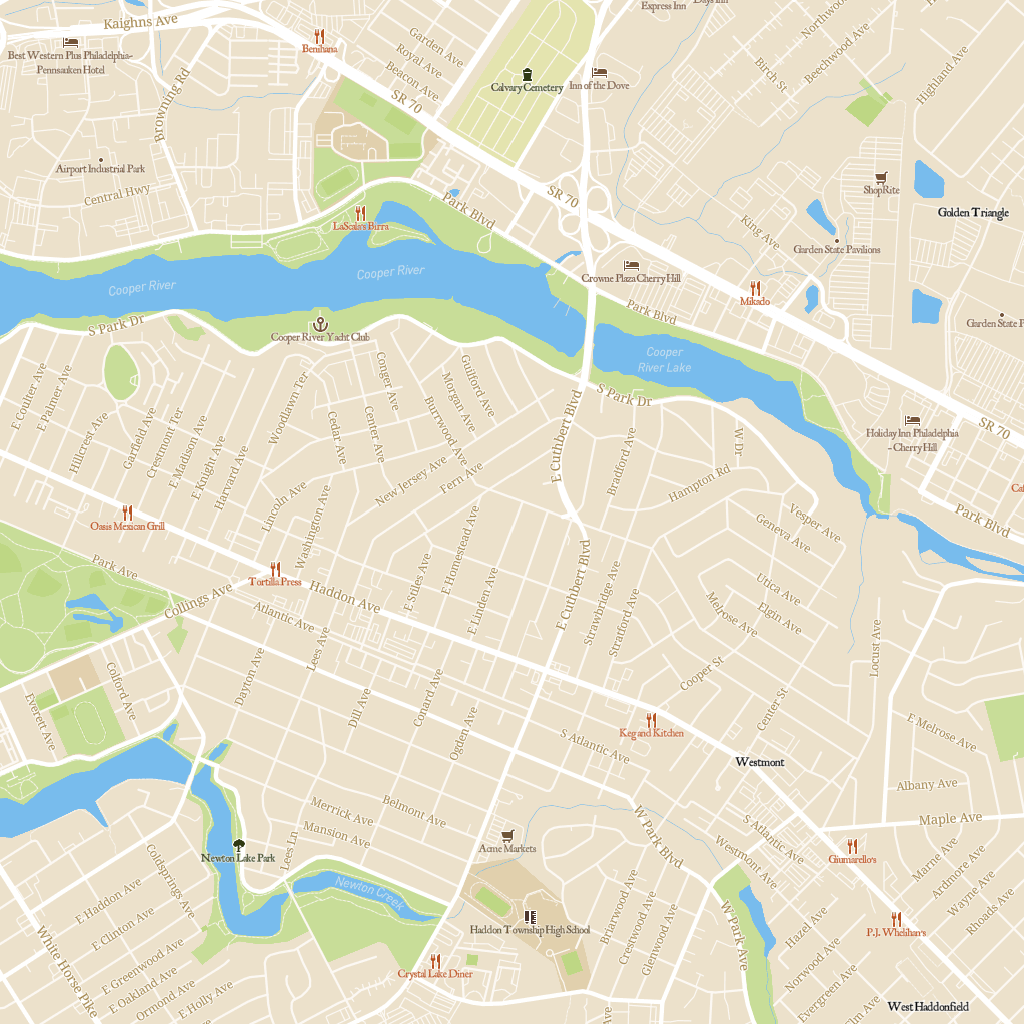 Kaighns Ave
Best Western Plus Philadelphia-
Pennsauken Hotel
Browning Rd
Benihana
Garden Ave
Royal Ave
Beacon Ave
SR 70
Calvary Cemetery
Inn of the Dove
Express Inn
Days Inn
Northwood
Beechwood Ave
Birch St
Highland Ave
Airport Industrial Park
Central Hwy
ShopRite
Golden Triangle
LaScala's Birra
Park Blvd
SR 70
King Ave
Garden State Pavilions
Cooper River
Cooper River
Crowne Plaza Cherry Hill
Mikado
Park Blvd
Garden State P
S Park Dr
Cooper River Yacht Club
Cooper
River Lake
E Coulter Ave
E Palmer Ave
Hillcrest Ave
Garfield Ave
Crestmont Ter
E Madison Ave
E Knight Ave
Harvard Ave
Woodlawn Ter
Cedar Ave
Center Ave
Conger Ave
Guilford Ave
Morgan Ave
Burrwood Ave
New Jersey Ave
Fern Ave
E Cuthbert Blvd
S Park Dr
Bradford Ave
Hampton Rd
W Dr
Holiday Inn Philadelphia
- Cherry Hill
SR 70
Cal
Park Blvd
Vesper Ave
Geneva Ave
Oasis Mexican Grill
Lincoln Ave
Washington Ave
Park Ave
Collings Ave
Tortilla Press
Haddon Ave
Atlantic Ave
E Stiles Ave
E Homestead Ave
E Linden Ave
E Cuthbert Blvd
Strawbridge Ave
Stratford Ave
Utica Ave
Elgin Ave
Melrose Ave
Locust Ave
Lees Ave
Dayton Ave
Dill Ave
Conard Ave
Ogden Ave
Cooper St
Center St
Everett Ave
Colford Ave
Keg and Kitchen
S Atlantic Ave
Westmont
E Melrose Ave
Albany Ave
Maple Ave
Merrick Ave
Belmont Ave
Mansion Ave
Lees Ln
Newton Lake Park
Newton Creek
Acme Markets
W Park Blvd
Westmont Ave
S Atlantic Ave
Giumarello's
Marne Ave
Ardmore Ave
Wayne Ave
Rhoads Ave
Coldsprings Ave
E Haddon Ave
E Clinton Ave
E Greenwood Ave
E Oakland Ave
Ormond Ave
E Holly Ave
White Horse Pike
Haddon Township High School
Crystal Lake Diner
Briarwood Ave
Crestwood Ave
Glenwood Ave
W Park Ave
Hazel Ave
Norwood Ave
Evergreen Ave
Elm Ave
P.J. Whelihan's
West Haddonfield
Ave